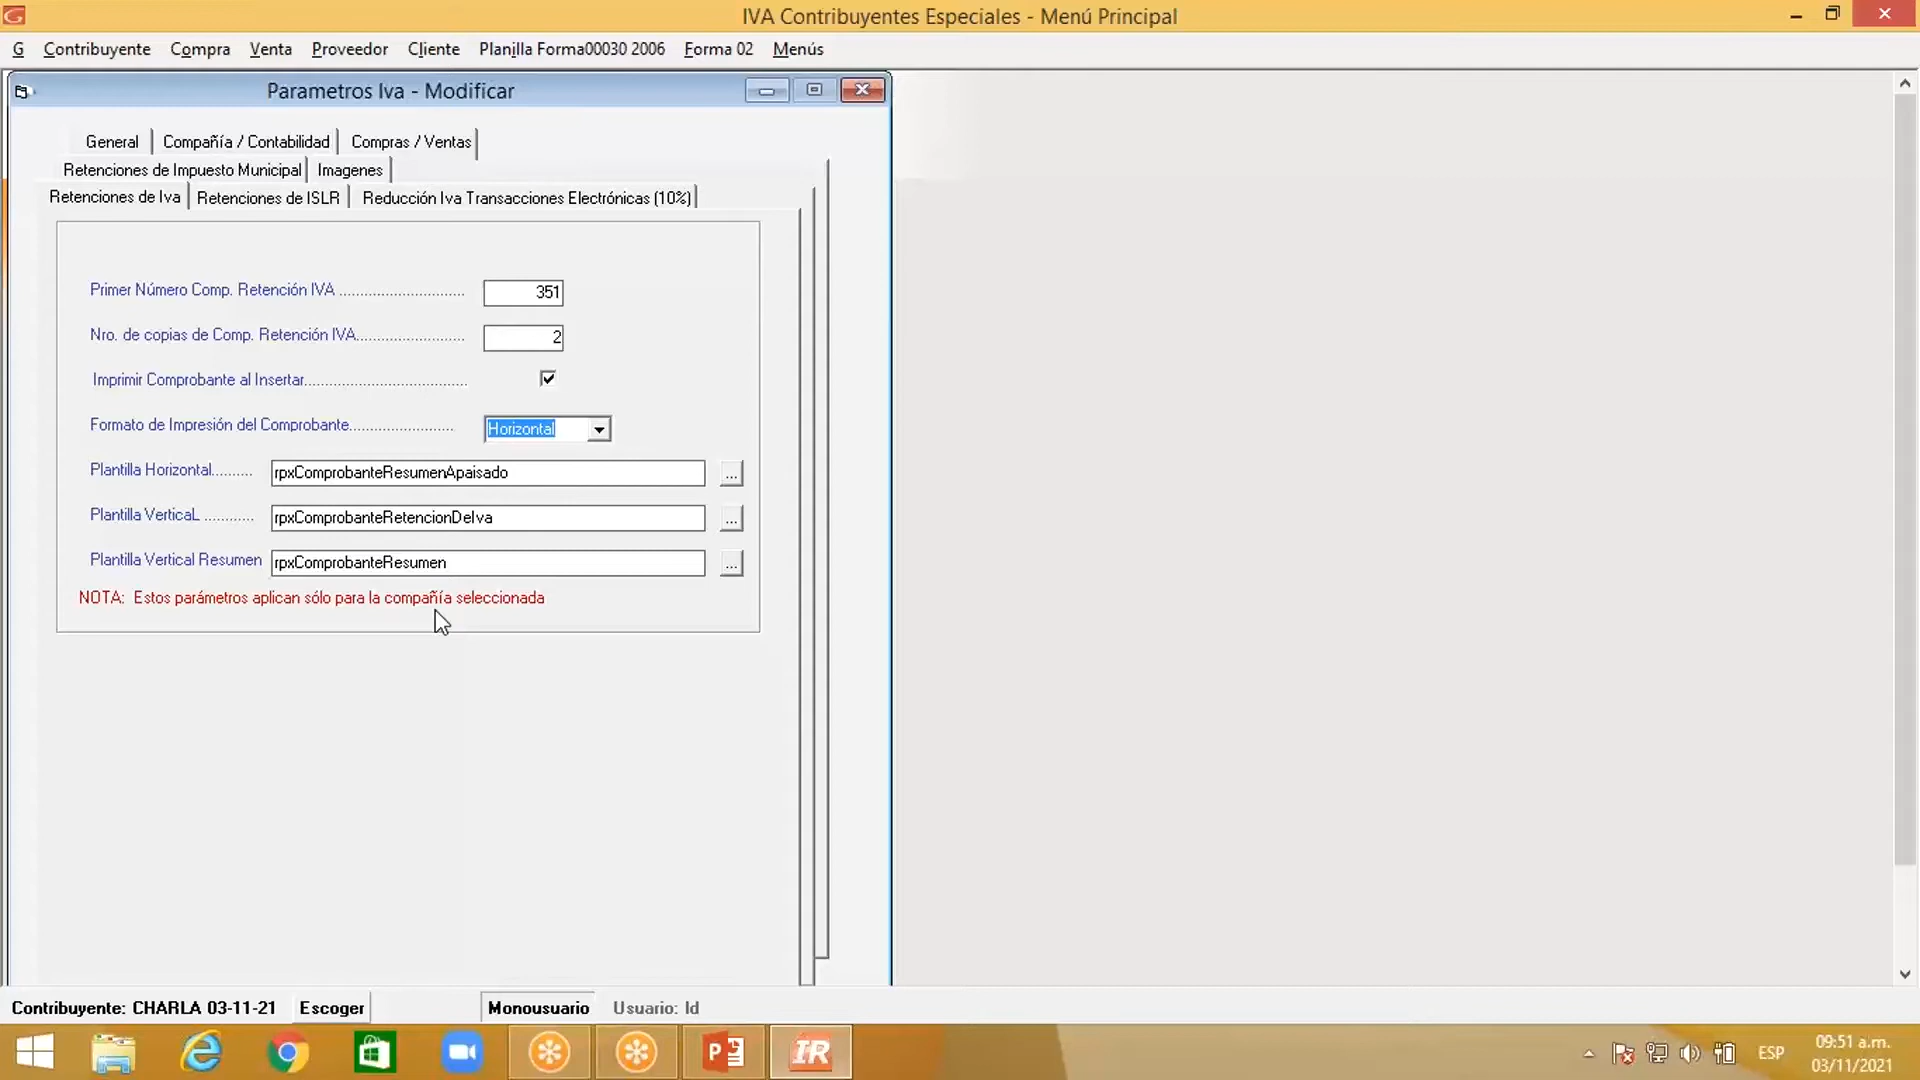 IVA Contribuyentes Especiales - Menú Principal
G Contribuyente Compra Venta Proveedor Cliente Planilla Forma00030 2006 Forma 02 Menús
Parametros Iva - Modificar
General Compañía / Contabilidad Compras / Ventas
Retenciones de Impuesto Municipal Imagenes
Retenciones de Iva Retenciones de ISLR Reducción Iva Transacciones Electrónicas (10%)
Primer Número Comp. Retención IVA ............................ 351
Nro. de copias de Comp. Retención IVA........................ 2
Imprimir Comprobante al Insertar.....................................
Formato de Impresión del Comprobante....................... Horizontal
Plantilla Horizontal......... rpxComprobanteResumenApaisado ...
Plantilla VerticaL ........... rpxComprobanteRetencionDeIva ...
Plantilla Vertical Resumen rpxComprobanteResumen ...
NOTA: Estos parámetros aplican sólo para la compañía seleccionada
Contribuyente: CHARLA 03-11-21 Escoger Monousuario Usuario: Id
P IR ESP 09:51 a.m.
03/11/2021